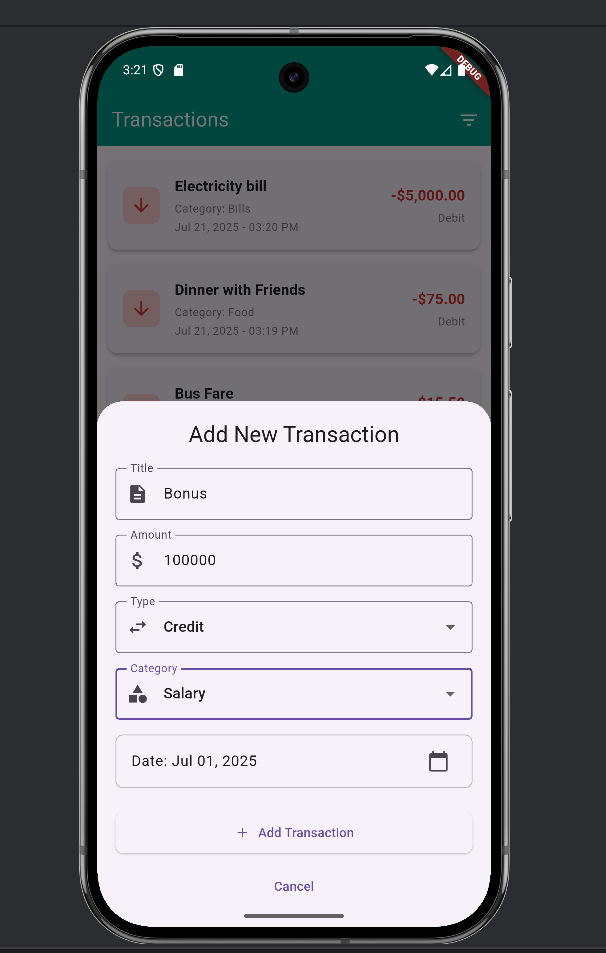 3:21
DEBUG
Transactions
Electricity bill
-$5,000.00
Category: Bills
Debit
Jul 21, 2025 - 03:20 PM
Dinner with Friends
-$75.00
Category: Food
Debit
Jul 21, 2025 - 03:19 PM
Bus Fare
-$15.50
Add New Transaction
Title
Bonus
Amount
$ 100000
Type
Credit
Category
Salary
Date: Jul 01, 2025
+ Add Transaction
Cancel